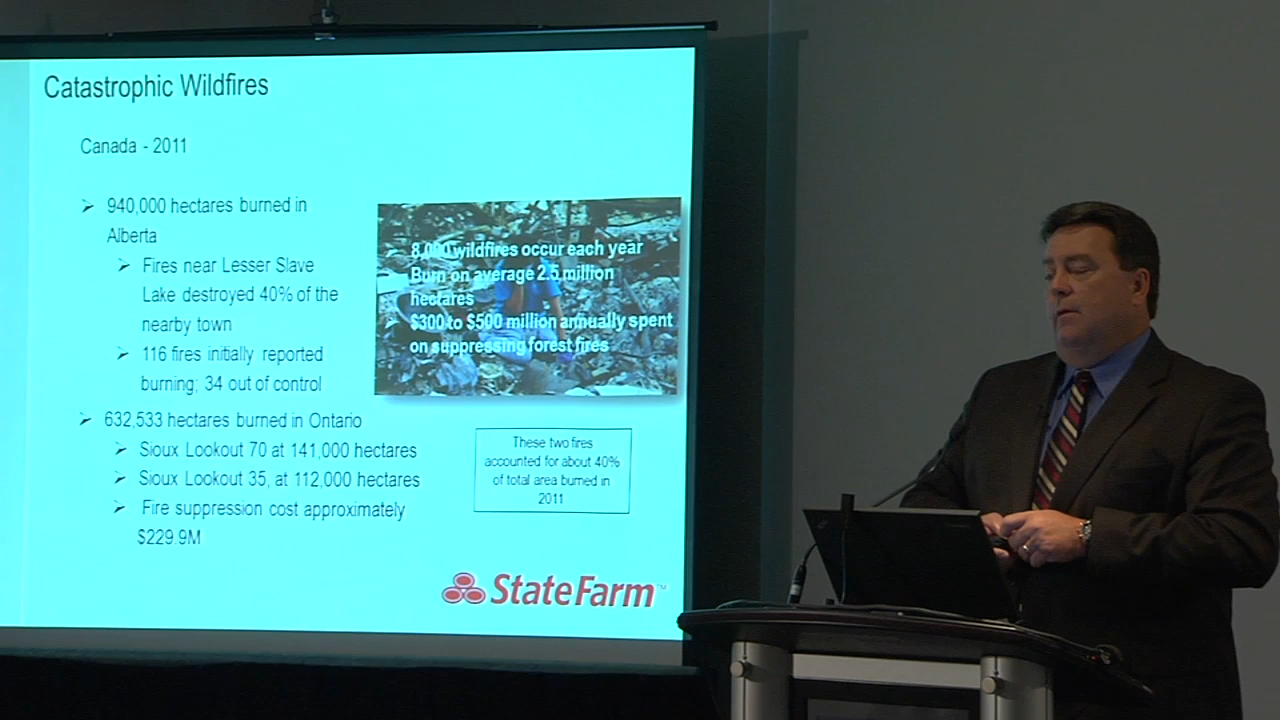 Catastrophic Wildfires
Canada - 2011
940,000 hectares burned in
Alberta
Fires near Lesser Slave
Lake destroyed 40% of the
nearby town
116 fires initially reported
burning; 34 out of control
632,533 hectares burned in Ontario
Sioux Lookout 70 at 141,000 hectares
Sioux Lookout 35, at 112,000 hectares
Fire suppression cost approximately
$229.9M
8,000 wildfires occur each year
Burn on average 2.5 million
hectares
$300 to $500 million annually spent
on suppressing forest fires
These two fires
accounted for about 40%
of total area burned in
2011
StateFarm™